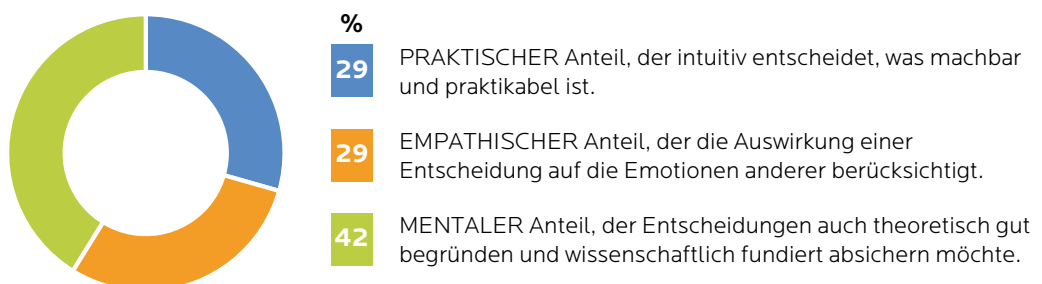 %
29 PRAKTISCHER Anteil, der intuitiv entscheidet, was machbar
und praktikabel ist.
29 EMPATHISCHER Anteil, der die Auswirkung einer
Entscheidung auf die Emotionen anderer berücksichtigt.
42 MENTALER Anteil, der Entscheidungen auch theoretisch gut
begründen und wissenschaftlich fundiert absichern möchte.